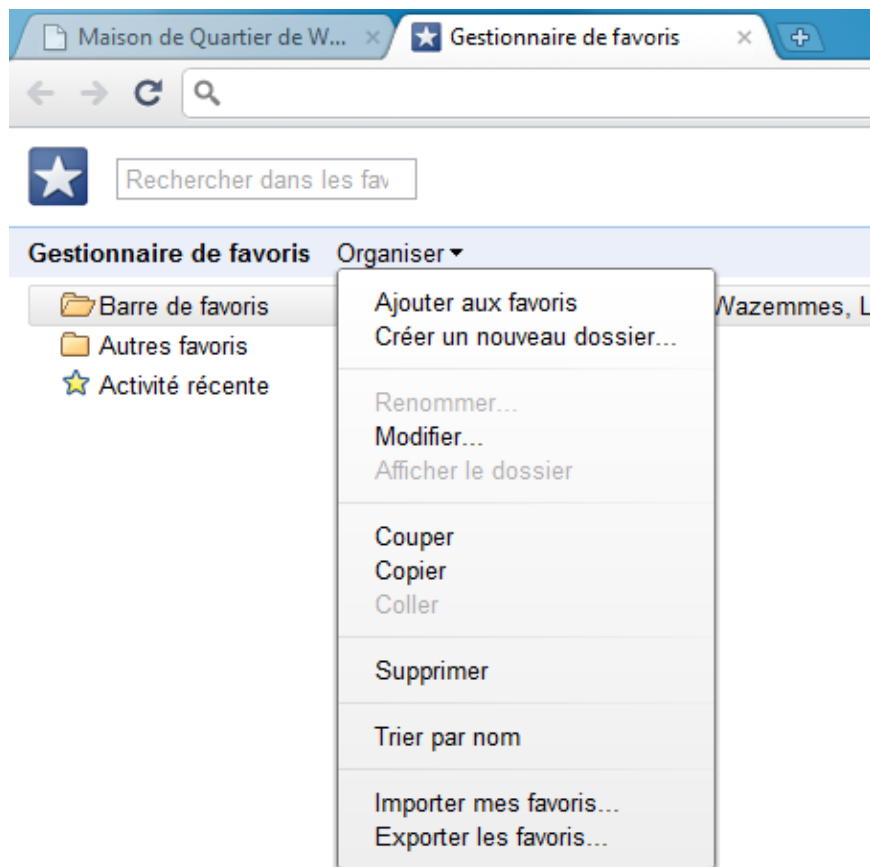 Maison de Quartier de W...
Gestionnaire de favoris
Rechercher dans les fav
Gestionnaire de favoris Organiser
Barre de favoris
Wazemmes, L
Autres favoris
Activité récente
Ajouter aux favoris
Créer un nouveau dossier...
Renommer...
Modifier...
Afficher le dossier
Couper
Copier
Coller
Supprimer
Trier par nom
Importer mes favoris...
Exporter les favoris...